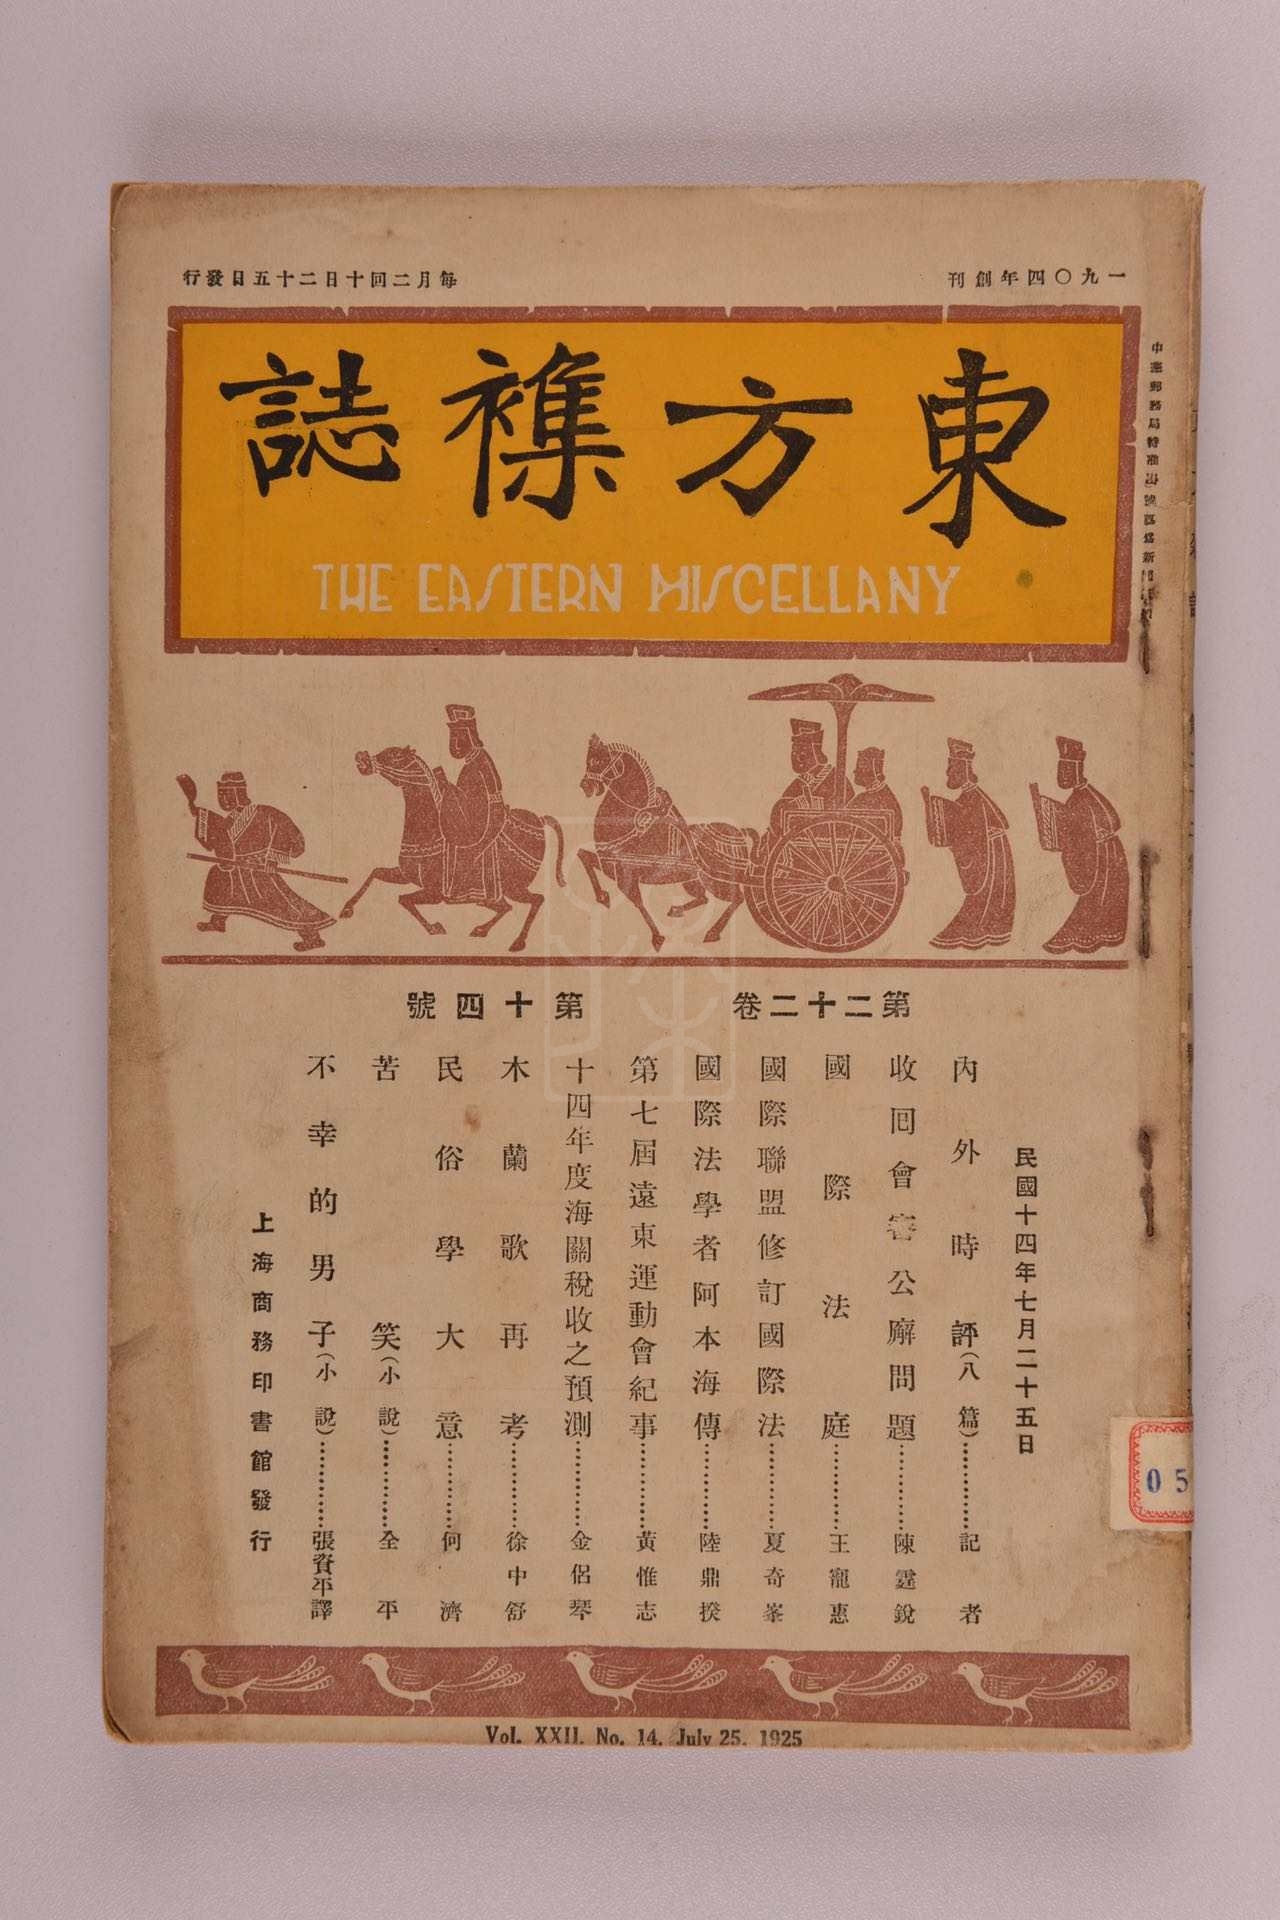 一九〇四年創刊
每月二回十日二十五日發行
東方雜誌
THE EASTERN MISCELLANY
第二十二卷
第十四號
民國十四年七月二十五日
內外時評（八篇）…………記者
收回會審公廨問題…………陳霆銳
國際法庭…………王寵惠
國際聯盟修訂國際法…………夏奇峯
國際法學者阿本海傳…………陸鼎揆
第七屆遠東運動會紀事…………黃惟志
十四年度海關稅收之預測…………金侶琴
木蘭歌再考…………徐中舒
民俗學大意…………何濟
苦笑（小說）…………全平
不幸的男子（小說）…………張資平譯
上海商務印書館發行
Vol. XXII. No. 14. July 25. 1925
05